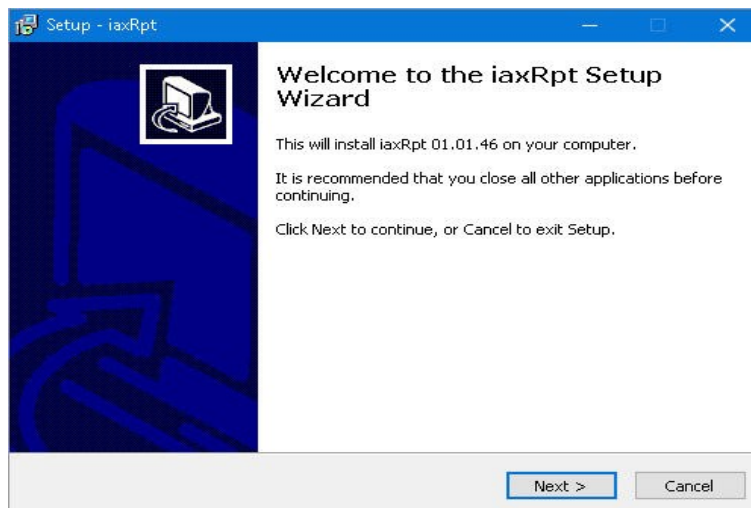 Setup - iaxRpt
Welcome to the iaxRpt Setup
Wizard
This will install iaxRpt 01.01.46 on your computer.
It is recommended that you close all other applications before
continuing.
Click Next to continue, or Cancel to exit Setup.
Next >
Cancel